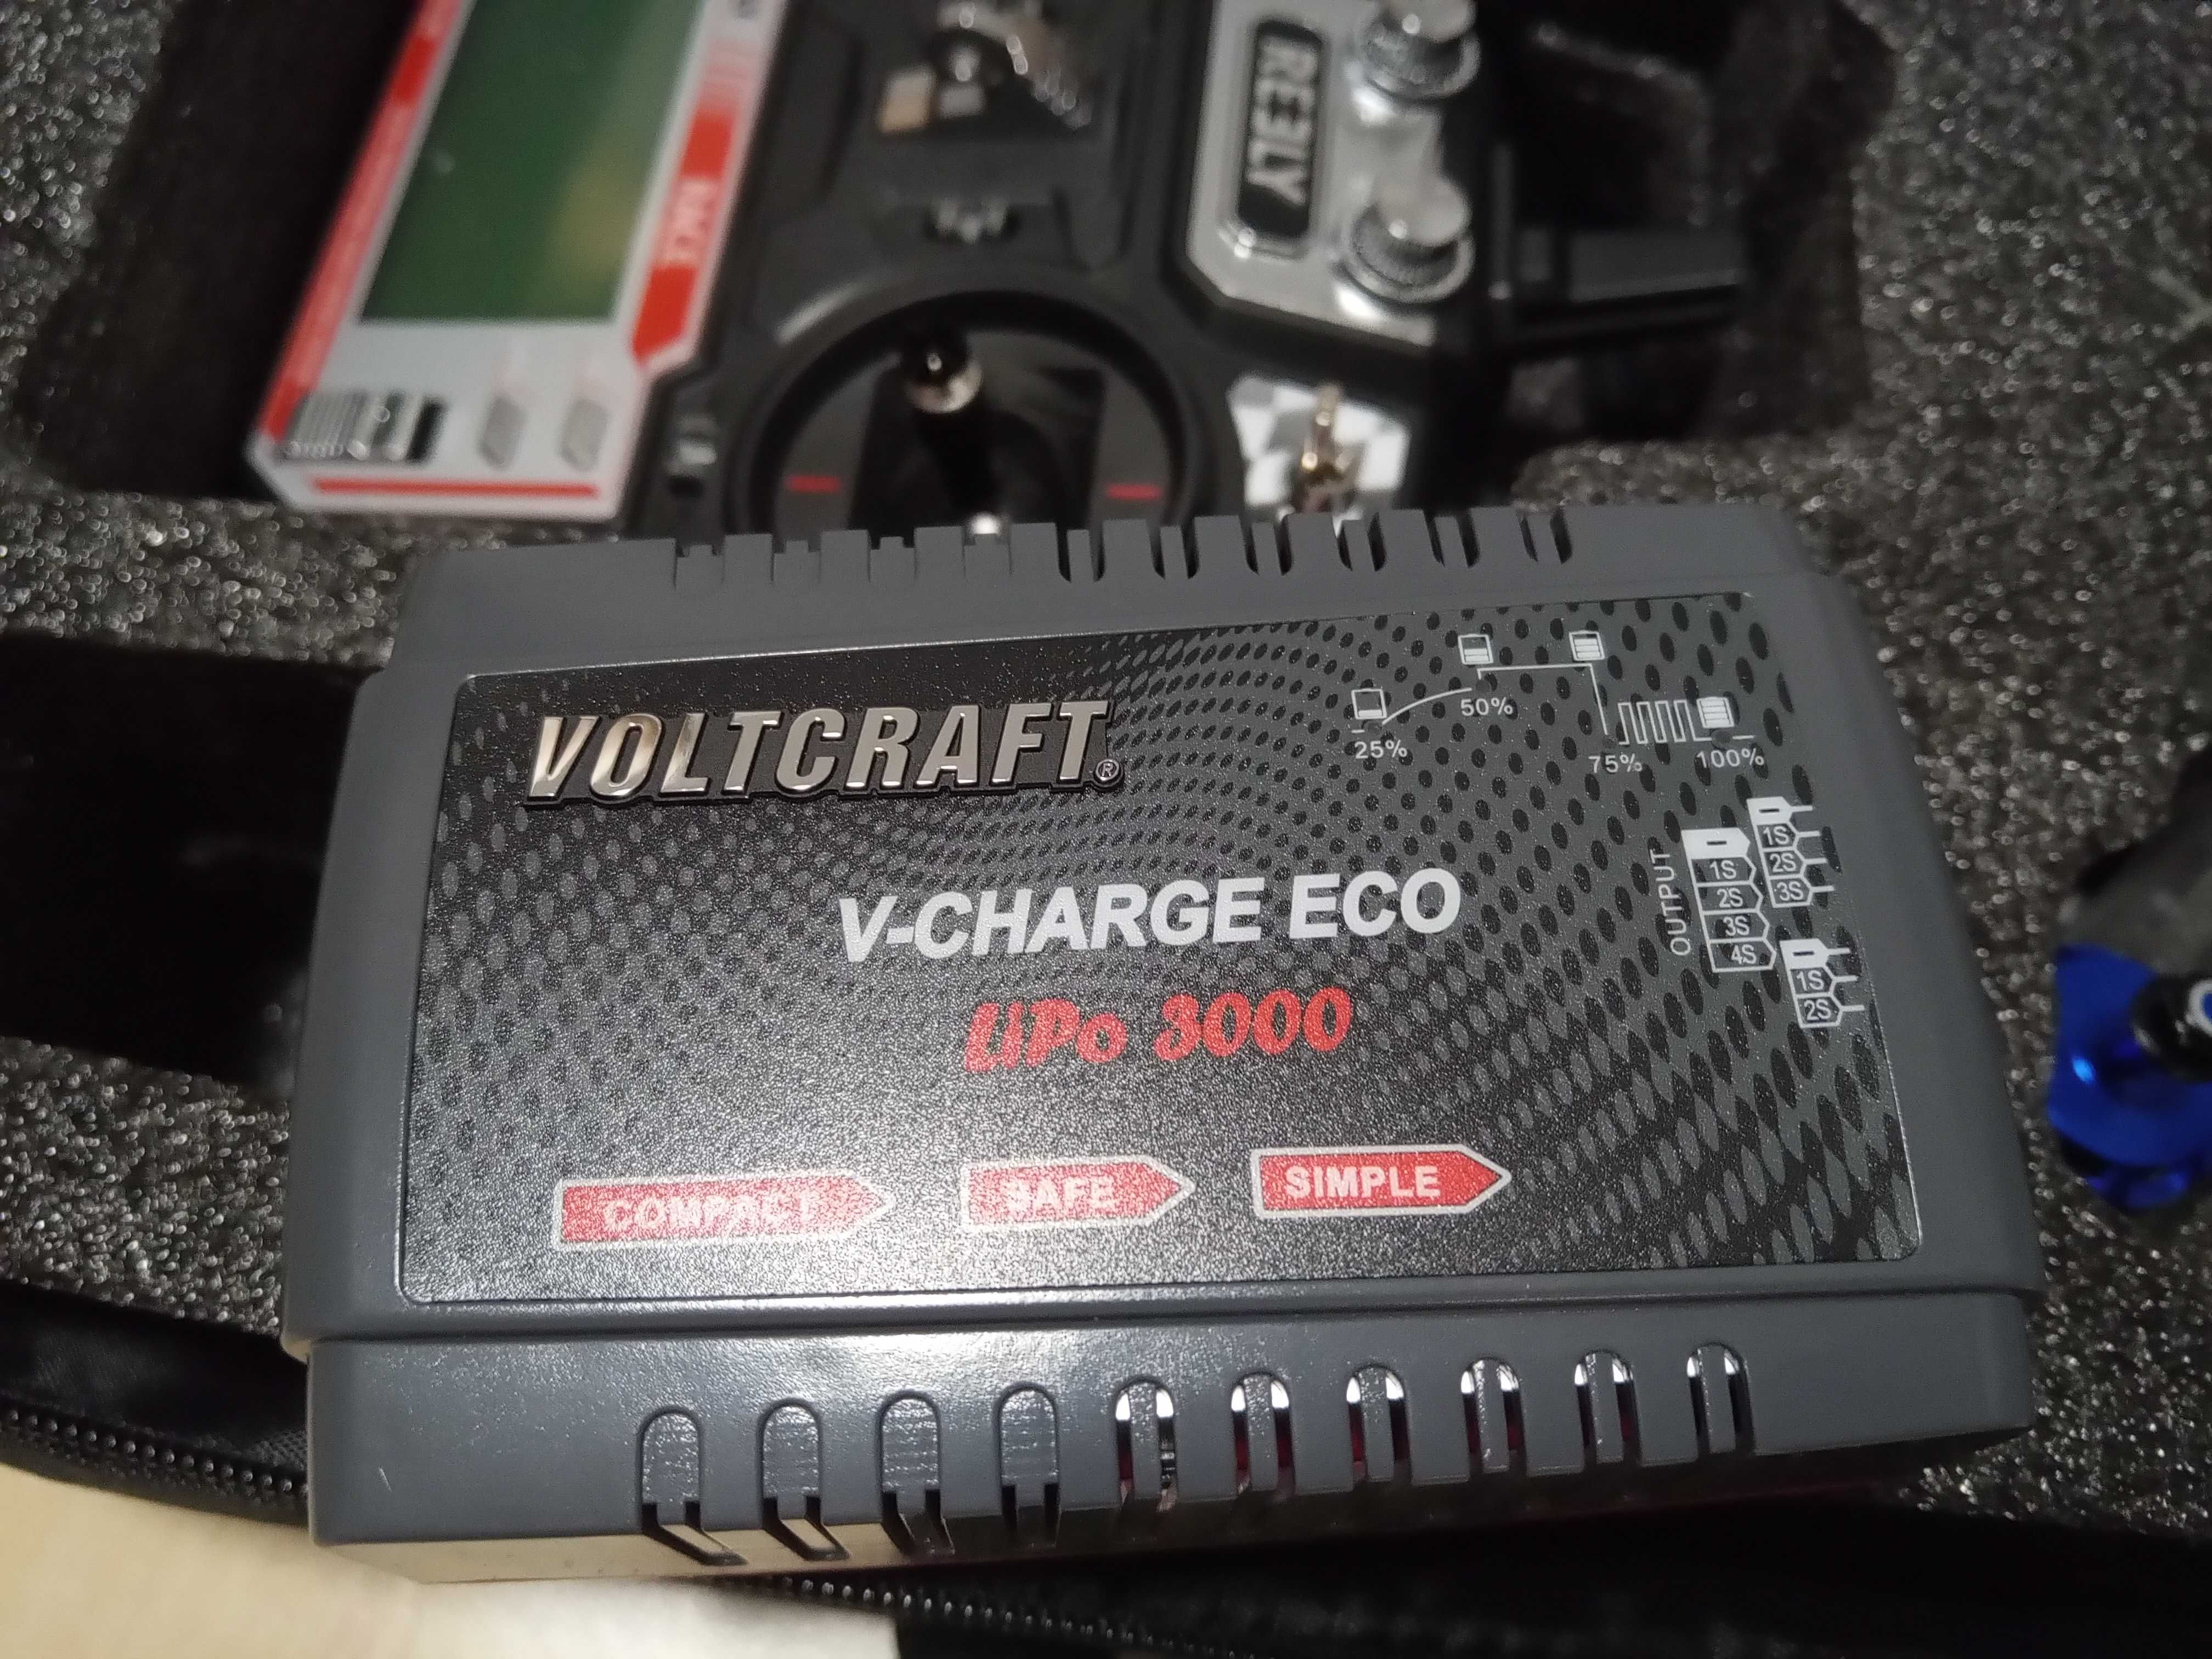 REELY
RACE
VOLTCRAFT®
25%
50%
75%
100%
V-CHARGE ECO
LiPo 3000
OUTPUT
-
1S
2S
3S
4S
-
1S
2S
3S
-
1S
2S
COMPACT
SAFE
SIMPLE